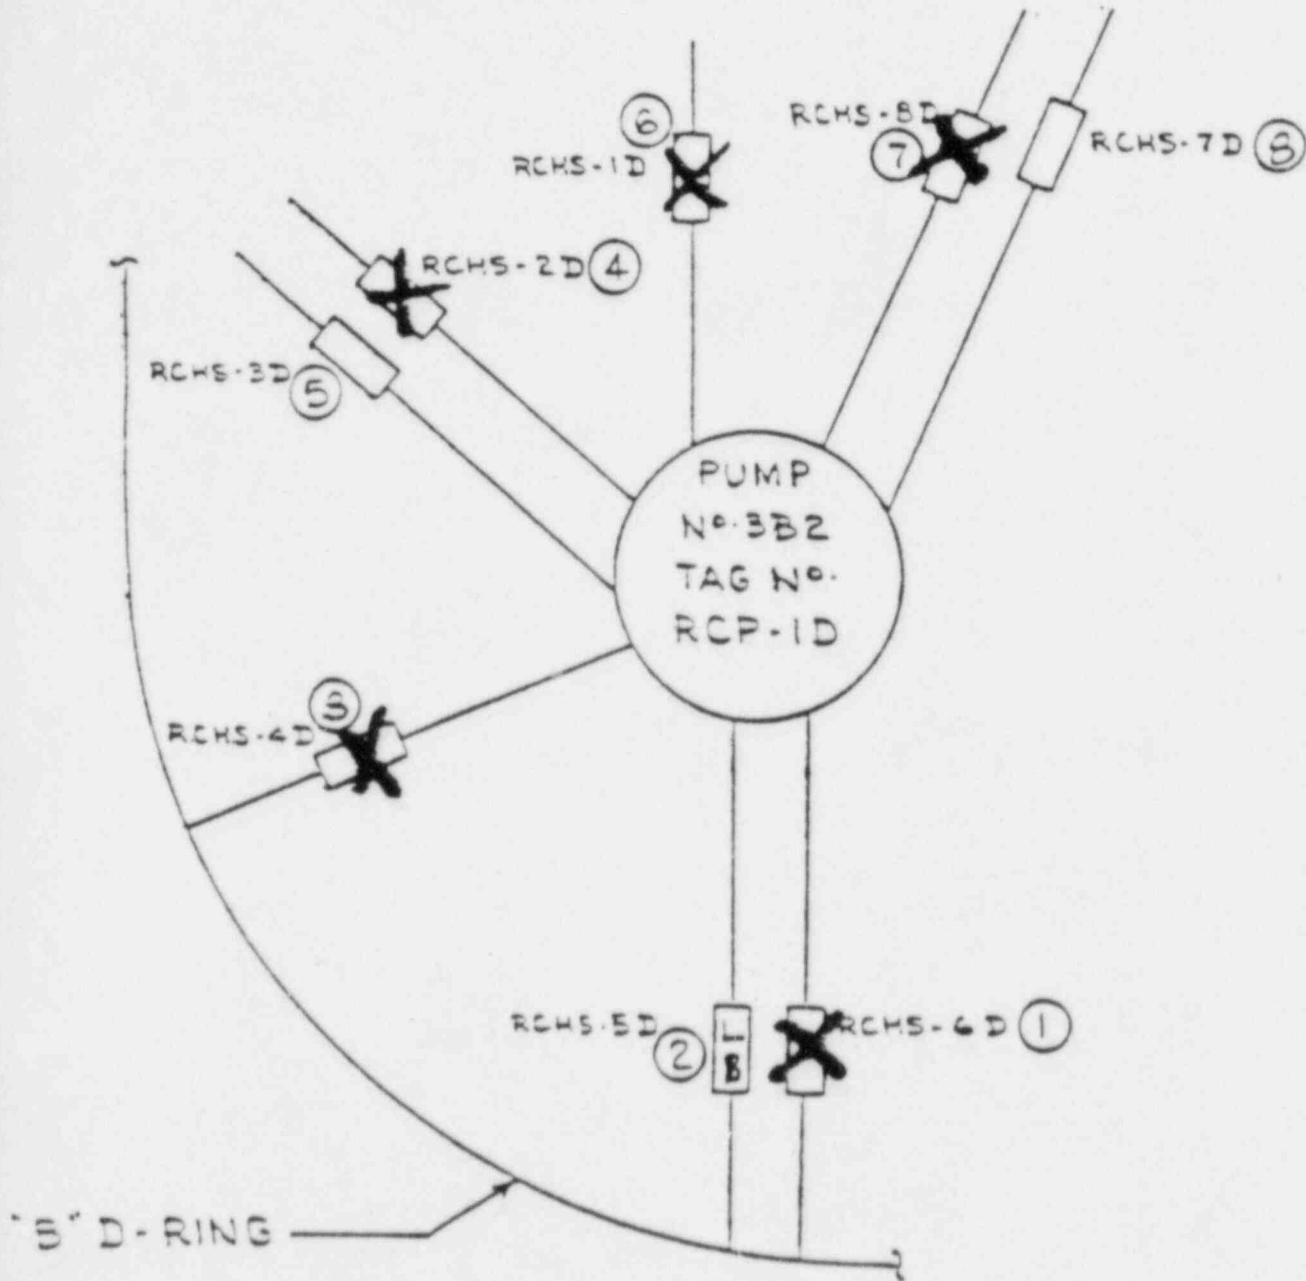 6
RCHS-1D
RCHS-8D
7
RCHS-7D 8
RCHS-2D 4
RCHS-3D 5
PUMP
Nº. 3B2
TAG Nº.
RCP-1D
3
RCHS-4D
RCHS-5D 2
L
B
RCHS-6D 1
"B" D-RING